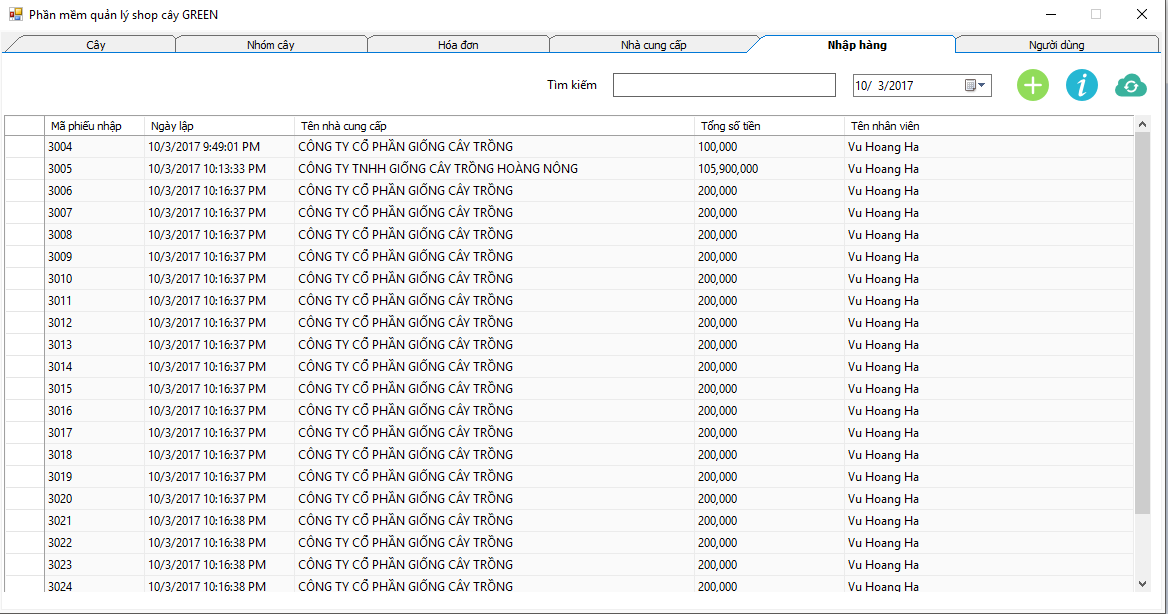 Phần mềm quản lý shop cây GREEN
Cây Nhóm cây Hóa đơn Nhà cung cấp Nhập hàng Người dùng
Tìm kiếm 10/ 3/2017
Mã phiếu nhập Ngày lập Tên nhà cung cấp Tổng số tiền Tên nhân viên
3004 10/3/2017 9:49:01 PM CÔNG TY CỔ PHẦN GIỐNG CÂY TRỒNG 100,000 Vu Hoang Ha
3005 10/3/2017 10:13:33 PM CÔNG TY TNHH GIỐNG CÂY TRỒNG HOÀNG NÔNG 105,900,000 Vu Hoang Ha
3006 10/3/2017 10:16:37 PM CÔNG TY CỔ PHẦN GIỐNG CÂY TRỒNG 200,000 Vu Hoang Ha
3007 10/3/2017 10:16:37 PM CÔNG TY CỔ PHẦN GIỐNG CÂY TRỒNG 200,000 Vu Hoang Ha
3008 10/3/2017 10:16:37 PM CÔNG TY CỔ PHẦN GIỐNG CÂY TRỒNG 200,000 Vu Hoang Ha
3009 10/3/2017 10:16:37 PM CÔNG TY CỔ PHẦN GIỐNG CÂY TRỒNG 200,000 Vu Hoang Ha
3010 10/3/2017 10:16:37 PM CÔNG TY CỔ PHẦN GIỐNG CÂY TRỒNG 200,000 Vu Hoang Ha
3011 10/3/2017 10:16:37 PM CÔNG TY CỔ PHẦN GIỐNG CÂY TRỒNG 200,000 Vu Hoang Ha
3012 10/3/2017 10:16:37 PM CÔNG TY CỔ PHẦN GIỐNG CÂY TRỒNG 200,000 Vu Hoang Ha
3013 10/3/2017 10:16:37 PM CÔNG TY CỔ PHẦN GIỐNG CÂY TRỒNG 200,000 Vu Hoang Ha
3014 10/3/2017 10:16:37 PM CÔNG TY CỔ PHẦN GIỐNG CÂY TRỒNG 200,000 Vu Hoang Ha
3015 10/3/2017 10:16:37 PM CÔNG TY CỔ PHẦN GIỐNG CÂY TRỒNG 200,000 Vu Hoang Ha
3016 10/3/2017 10:16:37 PM CÔNG TY CỔ PHẦN GIỐNG CÂY TRỒNG 200,000 Vu Hoang Ha
3017 10/3/2017 10:16:37 PM CÔNG TY CỔ PHẦN GIỐNG CÂY TRỒNG 200,000 Vu Hoang Ha
3018 10/3/2017 10:16:37 PM CÔNG TY CỔ PHẦN GIỐNG CÂY TRỒNG 200,000 Vu Hoang Ha
3019 10/3/2017 10:16:37 PM CÔNG TY CỔ PHẦN GIỐNG CÂY TRỒNG 200,000 Vu Hoang Ha
3020 10/3/2017 10:16:37 PM CÔNG TY CỔ PHẦN GIỐNG CÂY TRỒNG 200,000 Vu Hoang Ha
3021 10/3/2017 10:16:38 PM CÔNG TY CỔ PHẦN GIỐNG CÂY TRỒNG 200,000 Vu Hoang Ha
3022 10/3/2017 10:16:38 PM CÔNG TY CỔ PHẦN GIỐNG CÂY TRỒNG 200,000 Vu Hoang Ha
3023 10/3/2017 10:16:38 PM CÔNG TY CỔ PHẦN GIỐNG CÂY TRỒNG 200,000 Vu Hoang Ha
3024 10/3/2017 10:16:38 PM CÔNG TY CỔ PHẦN GIỐNG CÂY TRỒNG 200,000 Vu Hoang Ha